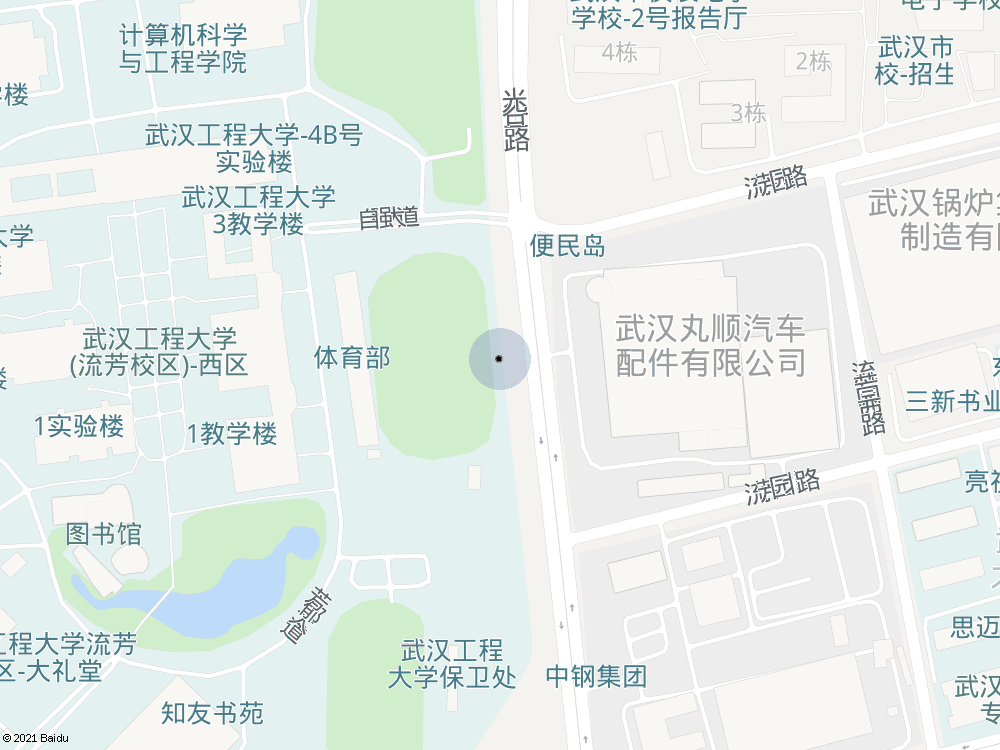 学校-2号报告厅
计算机科学
与工程学院
4栋
2栋
武汉市
校-招生
3栋
光谷一路
武汉工程大学-4B号
实验楼
流芳园路
武汉工程大学
3教学楼
自强大道
武汉锅炉集
制造有限
便民岛
武汉丸顺汽车
配件有限公司
武汉工程大学
(流芳校区)-西区
体育部
三新书业
1实验楼
1教学楼
流芳园路
图书馆
武汉工程
大学保卫处
工程大学流芳
区-大礼堂
中钢集团
思迈
知友书苑
© 2021 Baidu